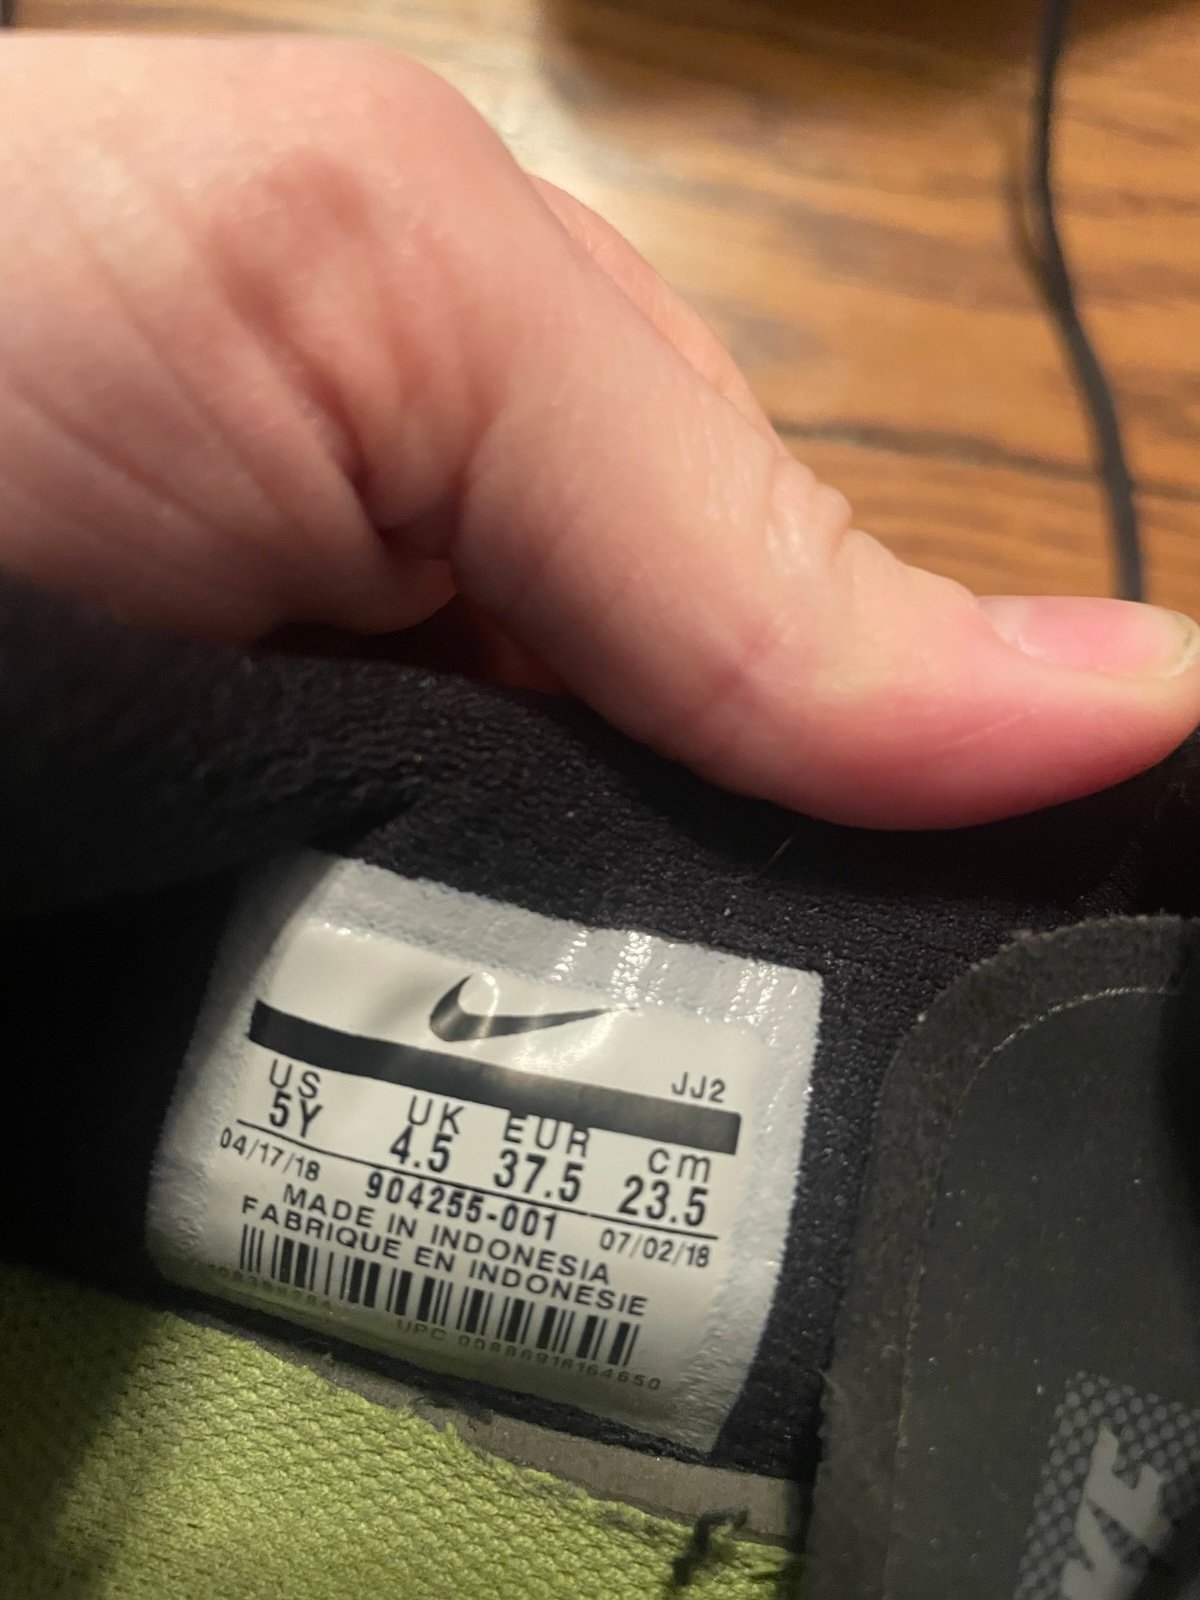 JJ2
US UK EUR cm
5Y 4.5 37.5 23.5
04/17/18 904255-001 07/02/18
MADE IN INDONESIA
FABRIQUE EN INDONESIE
UPC 00886916164650